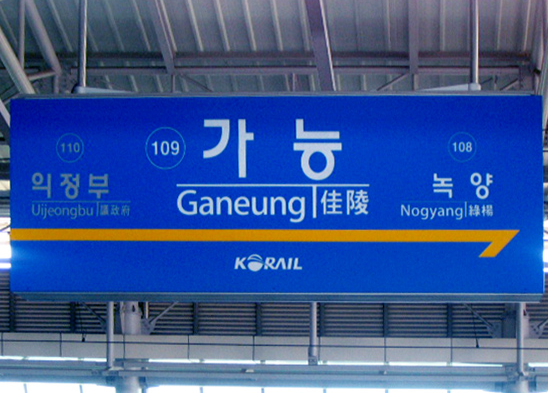 110
의정부
Uijeongbu 議政府
109
가능
Ganeung 佳陵
108
녹양
Nogyang 綠楊
KORAIL